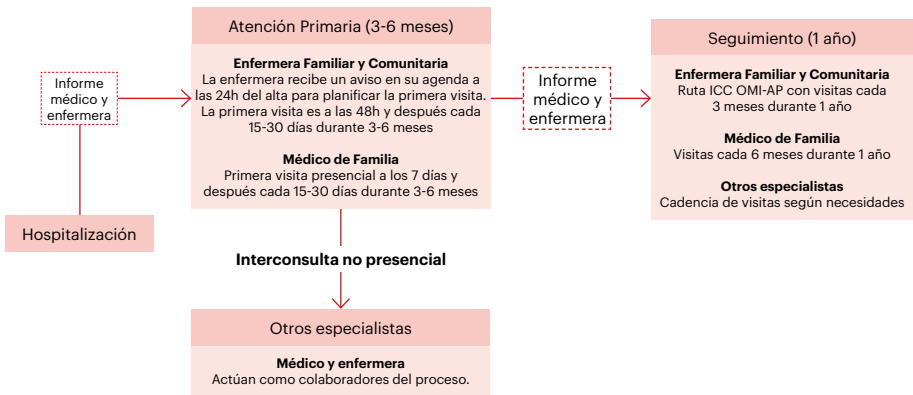 Hospitalización
Informe
médico y
enfermera
Atención Primaria (3-6 meses)
Enfermera Familiar y Comunitaria
La enfermera recibe un aviso en su agenda a
las 24h del alta para planificar la primera visita.
La primera visita es a las 48h y después cada
15-30 días durante 3-6 meses
Médico de Familia
Primera visita presencial a los 7 días y
después cada 15-30 días durante 3-6 meses
Interconsulta no presencial
Otros especialistas
Médico y enfermera
Actúan como colaboradores del proceso.
Informe
médico y
enfermera
Seguimiento (1 año)
Enfermera Familiar y Comunitaria
Ruta ICC OMI-AP con visitas cada
3 meses durante 1 año
Médico de Familia
Visitas cada 6 meses durante 1 año
Otros especialistas
Cadencia de visitas según necesidades